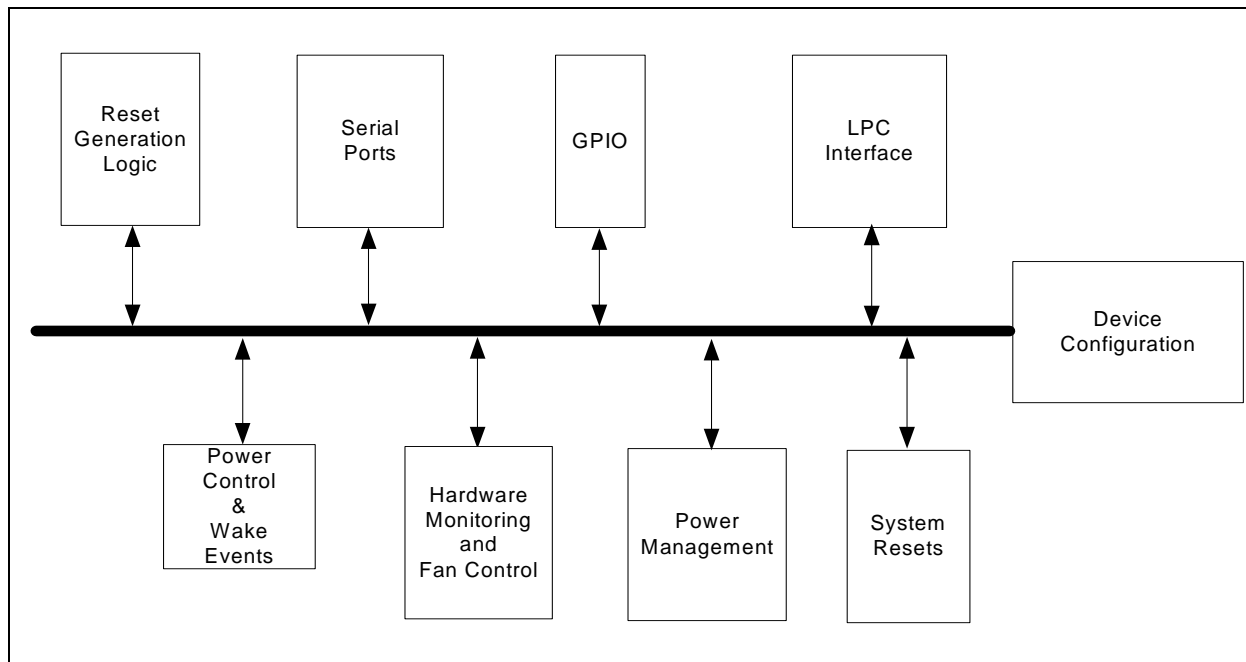 Reset
Generation
Logic
Serial
Ports
GPIO
LPC
Interface
Device
Configuration
Power
Control
&
Wake
Events
Hardware
Monitoring
and
Fan Control
Power
Management
System
Resets